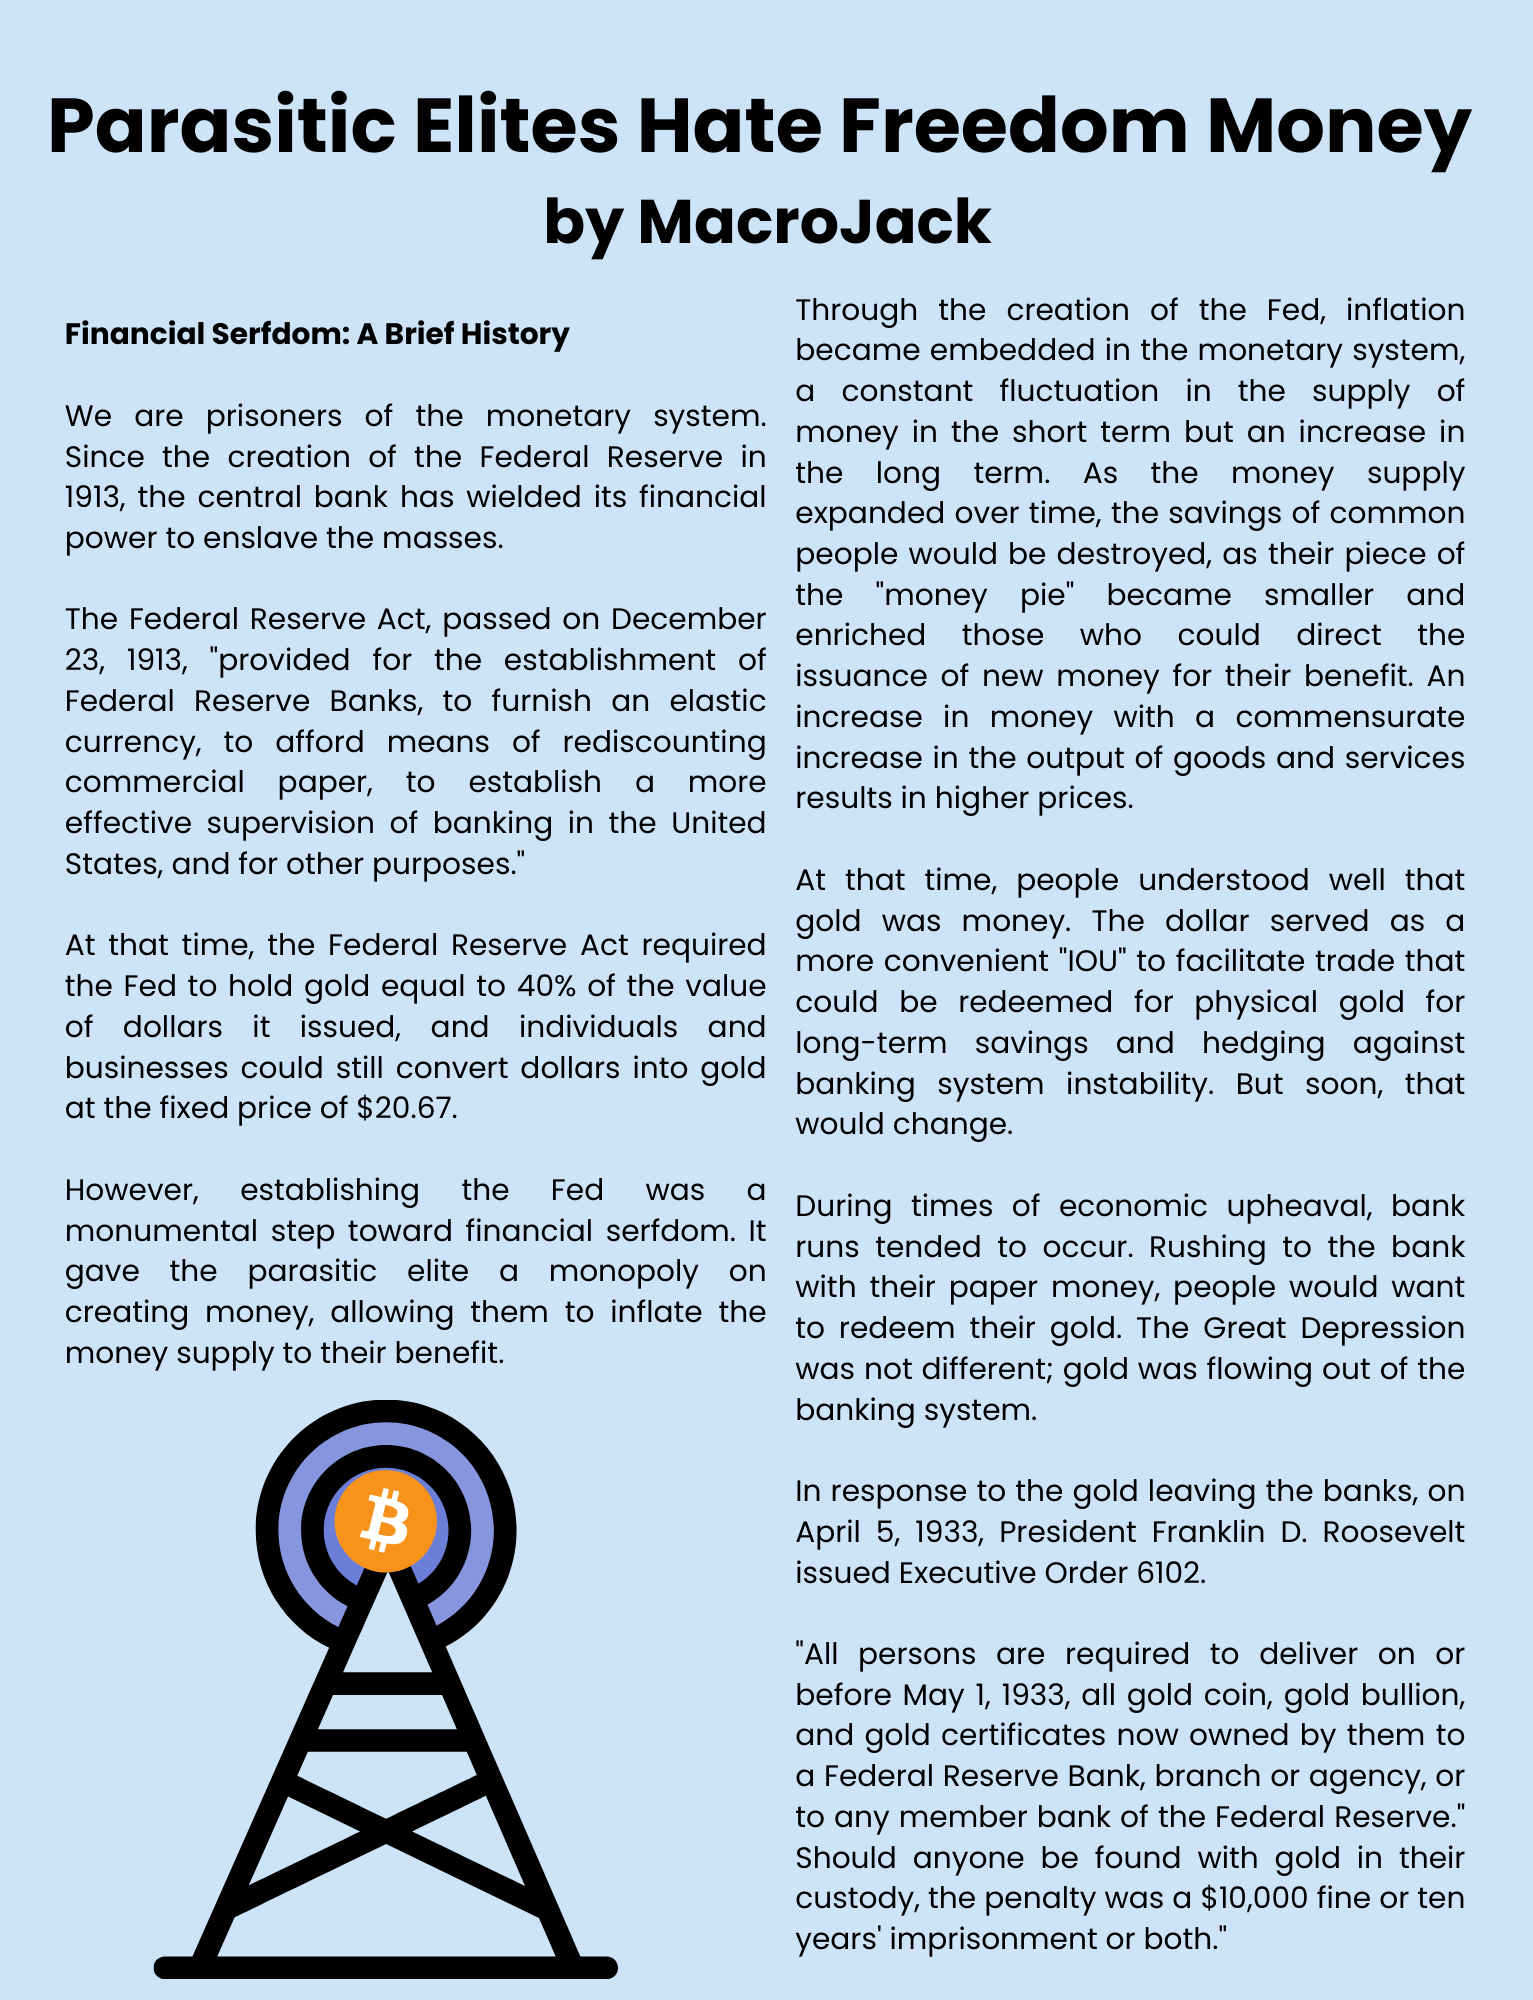 Parasitic Elites Hate Freedom Money
by MacroJack
Financial Serfdom: A Brief History
We are prisoners of the monetary system.
Since the creation of the Federal Reserve in
1913, the central bank has wielded its financial
power to enslave the masses.
The Federal Reserve Act, passed on December
23, 1913, "provided for the establishment of
Federal Reserve Banks, to furnish an elastic
currency, to afford means of rediscounting
commercial paper, to establish a more
effective supervision of banking in the United
States, and for other purposes."
At that time, the Federal Reserve Act required
the Fed to hold gold equal to 40% of the value
of dollars it issued, and individuals and
businesses could still convert dollars into gold
at the fixed price of $20.67.
However, establishing the Fed was a
monumental step toward financial serfdom. It
gave the parasitic elite a monopoly on
creating money, allowing them to inflate the
money supply to their benefit.
Through the creation of the Fed, inflation
became embedded in the monetary system,
a constant fluctuation in the supply of
money in the short term but an increase in
the long term. As the money supply
expanded over time, the savings of common
people would be destroyed, as their piece of
the "money pie" became smaller and
enriched those who could direct the
issuance of new money for their benefit. An
increase in money with a commensurate
increase in the output of goods and services
results in higher prices.
At that time, people understood well that
gold was money. The dollar served as a
more convenient "IOU" to facilitate trade that
could be redeemed for physical gold for
long-term savings and hedging against
banking system instability. But soon, that
would change.
During times of economic upheaval, bank
runs tended to occur. Rushing to the bank
with their paper money, people would want
to redeem their gold. The Great Depression
was not different; gold was flowing out of the
banking system.
In response to the gold leaving the banks, on
April 5, 1933, President Franklin D. Roosevelt
issued Executive Order 6102.
"All persons are required to deliver on or
before May 1, 1933, all gold coin, gold bullion,
and gold certificates now owned by them to
a Federal Reserve Bank, branch or agency, or
to any member bank of the Federal Reserve."
Should anyone be found with gold in their
custody, the penalty was a $10,000 fine or ten
years' imprisonment or both."